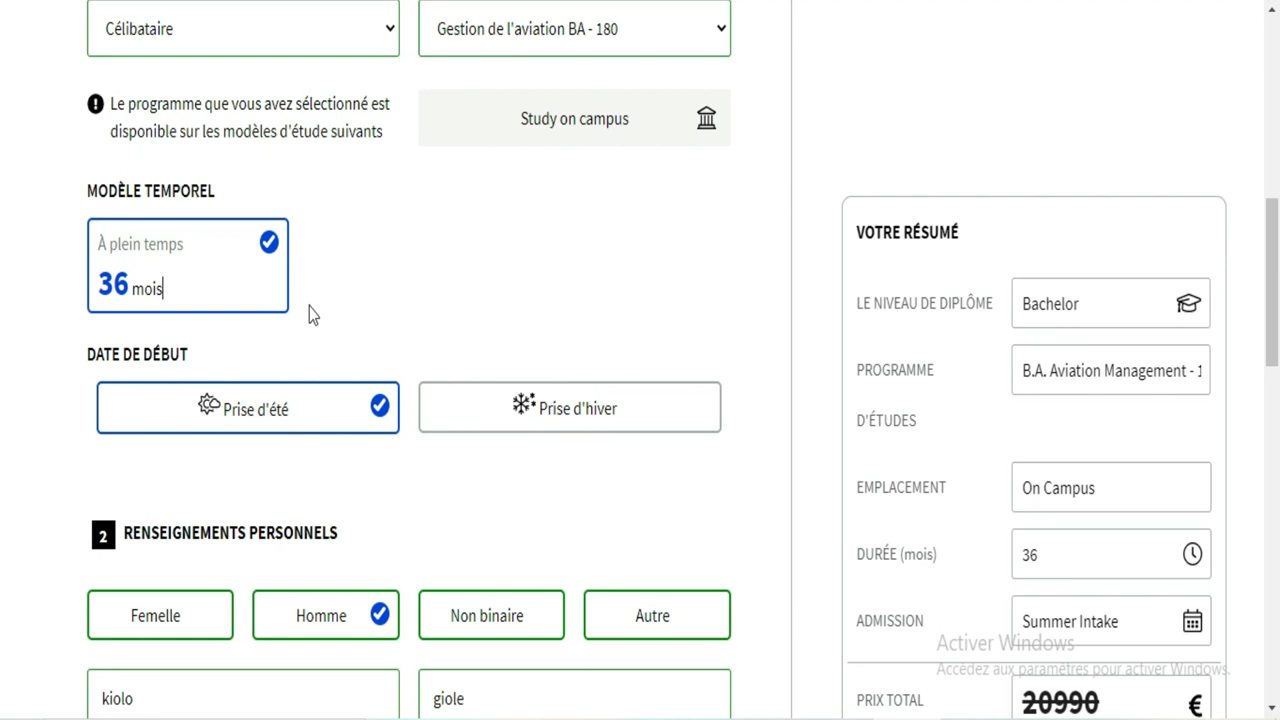 Célibataire
Gestion de l'aviation BA - 180
Le programme que vous avez sélectionné est
disponible sur les modèles d'étude suivants
Study on campus
MODÈLE TEMPOREL
À plein temps
36 mois
DATE DE DÉBUT
Prise d'été
Prise d'hiver
2 RENSEIGNEMENTS PERSONNELS
Femelle
Homme
Non binaire
Autre
kiolo
giole
VOTRE RÉSUMÉ
LE NIVEAU DE DIPLÔME
Bachelor
PROGRAMME
D'ÉTUDES
B.A. Aviation Management - 1
EMPLACEMENT
On Campus
DURÉE (mois)
36
ADMISSION
Summer Intake
Activer Windows
Accédez aux paramètres pour activer Windows.
PRIX TOTAL
20990 €